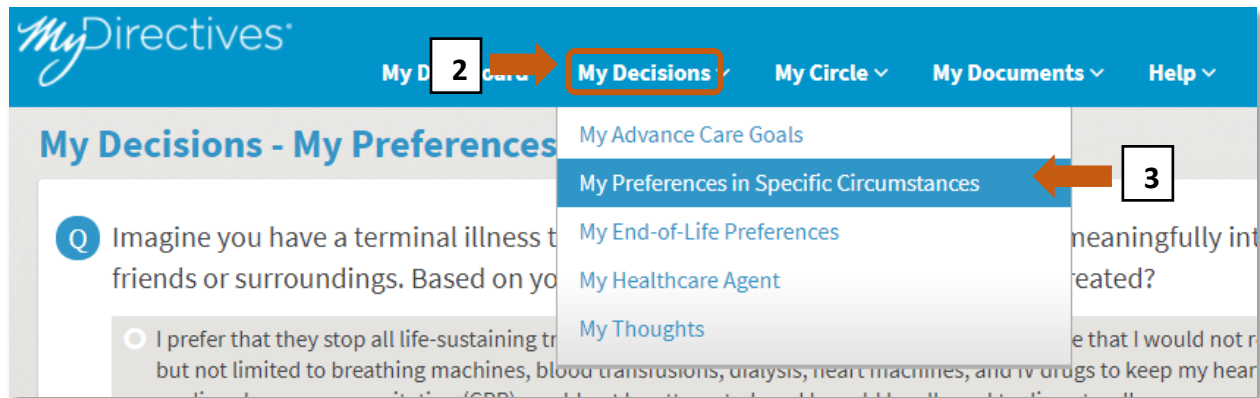 MyDirectives
2
My D
My Decisions
My Circle
My Documents
Help
My Decisions - My Preferences
My Advance Care Goals
My Preferences in Specific Circumstances
3
My End-of-Life Preferences
My Healthcare Agent
My Thoughts
Q
Imagine you have a terminal illness t
meaningfully int
friends or surroundings. Based on yo
reated?
I prefer that they stop all life-sustaining tr
e that I would not r
but not limited to breathing machines, blood transfusions, dialysis, heart machines, and IV drugs to keep my hear